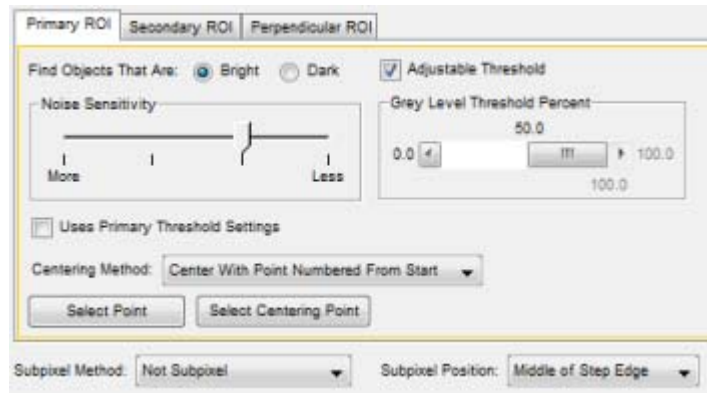 Primary ROI Secondary ROI Perpendicular ROI
Find Objects That Are: Bright Dark Adjustable Threshold
Noise Sensitivity Grey Level Threshold Percent
50.0
0.0 100.0
More Less 100.0
Uses Primary Threshold Settings
Centering Method: Center With Point Numbered From Start
Select Point Select Centering Point
Subpixel Method: Not Subpixel Subpixel Position: Middle of Step Edge